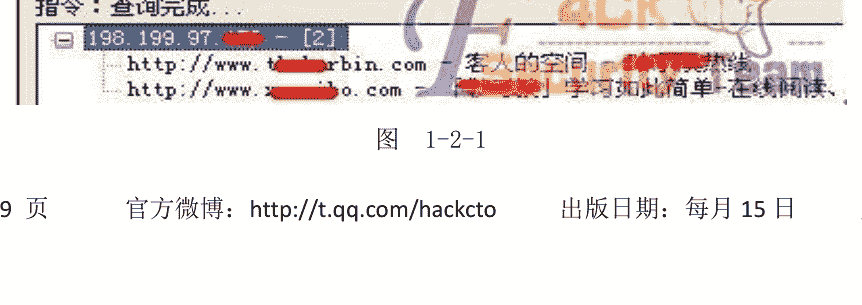 指令：查询完成...
198.199.97. - [2]
http://www.t rbin.com - 客人的空间 热线
http://www.x bo.com - 学习如此简单-在线阅读、
图 1-2-1
9 页 官方微博：http://t.qq.com/hackcto 出版日期：每月 15 日